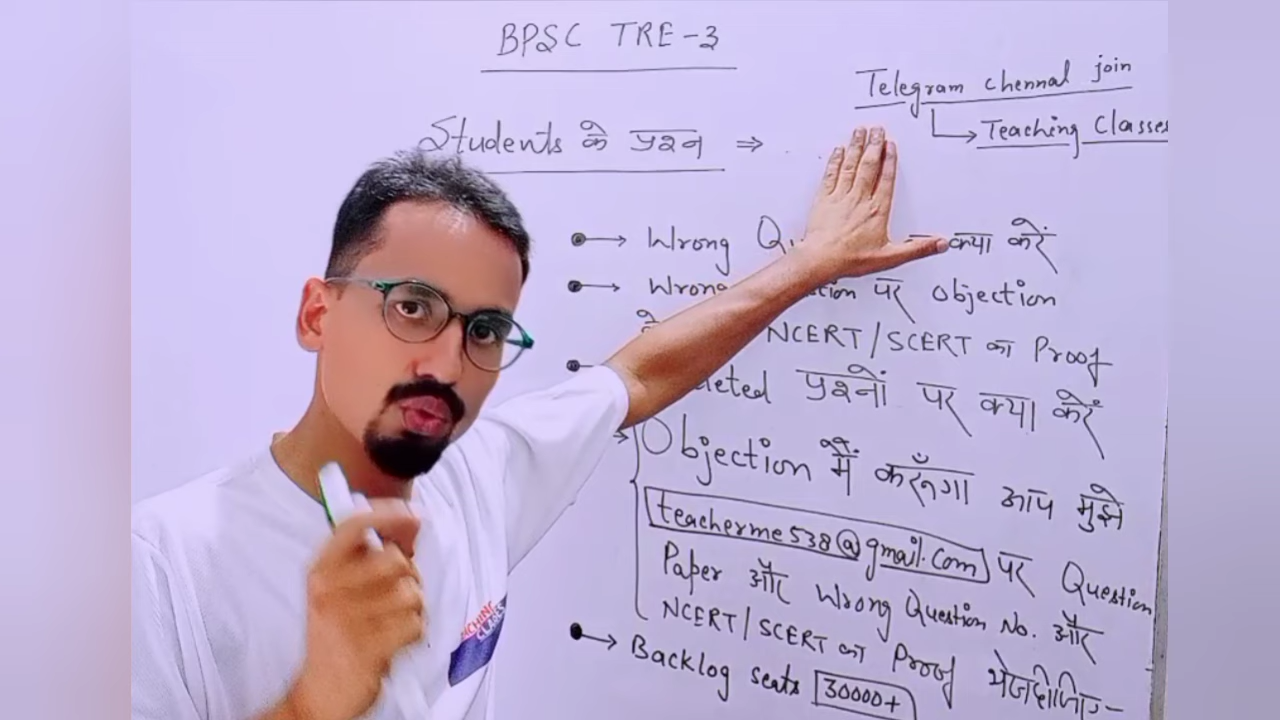 BPSC TRE-3
Telegram chennal join
Teaching Classes
Students के प्रश्न ⇒
Wrong क्या करें
Wrong पर objection
NCERT/SCERT का Proof
प्रश्नों पर क्या करें
Objection मैं करूँगा आप मुझे
teacherme538@gmail.com पर Question
Paper और Wrong Question No. और
NCERT/SCERT का Proof भेजदीजिए-
Backlog seats 30000+
CLASSES